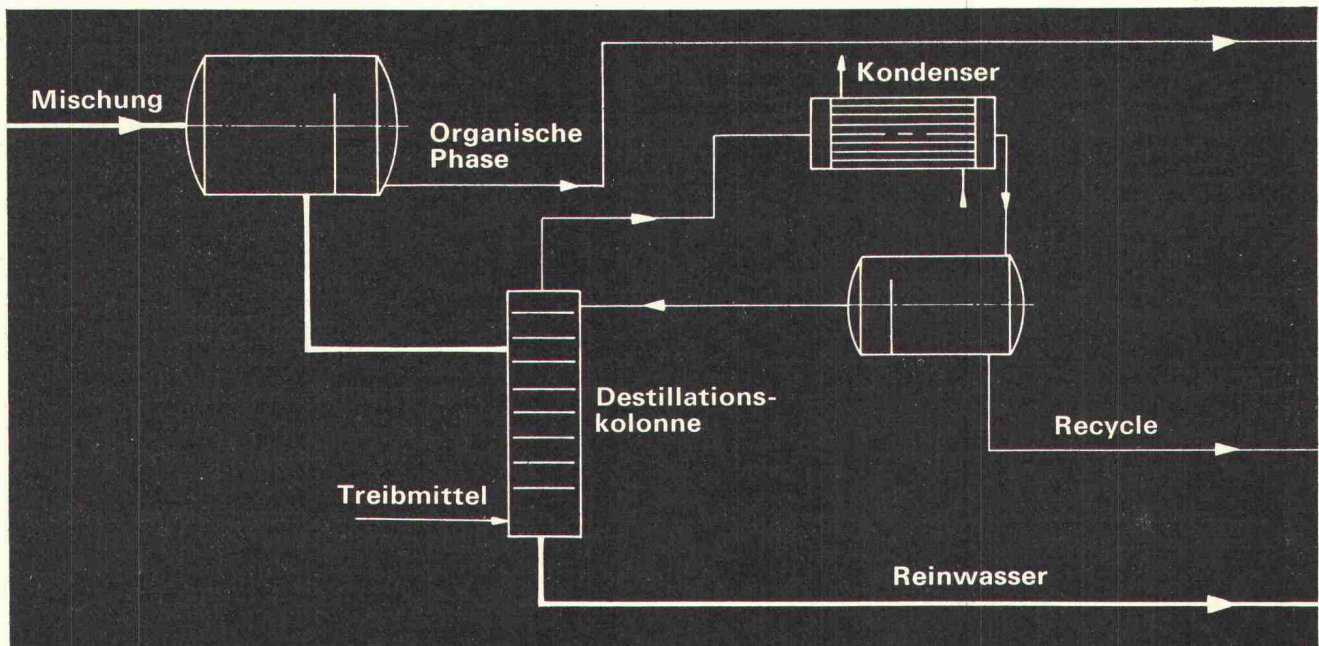 Mischung
Organische
Phase
Kondenser
Destillations-
kolonne
Recycle
Treibmittel
Reinwasser